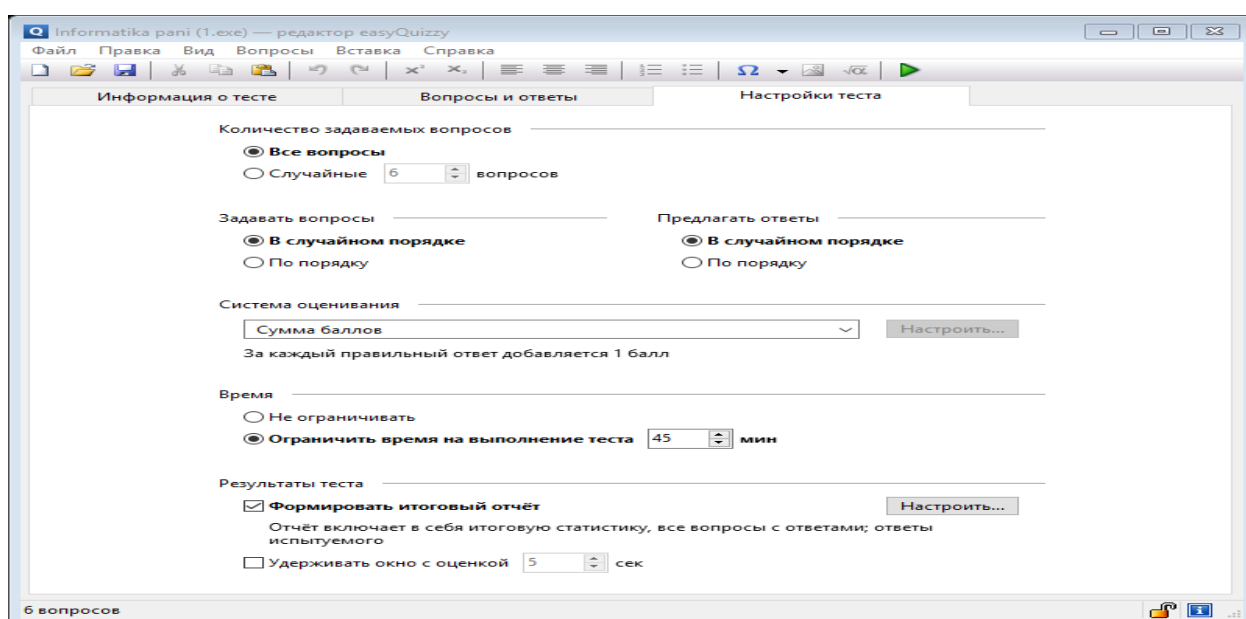 Informatika pani (1.exe) — редактор easyQuizzy
Файл Правка Вид Вопросы Вставка Справка
Информация о тесте Вопросы и ответы Настройки теста
Количество задаваемых вопросов
Все вопросы
Случайные 6 вопросов
Задавать вопросы Предлагать ответы
В случайном порядке В случайном порядке
По порядку По порядку
Система оценивания
Сумма баллов Настроить...
За каждый правильный ответ добавляется 1 балл
Время
Не ограничивать
Ограничить время на выполнение теста 45 мин
Результаты теста
Формировать итоговый отчёт Настроить...
Отчёт включает в себя итоговую статистику, все вопросы с ответами; ответы
испытуемого
Удерживать окно с оценкой 5 сек
6 вопросов